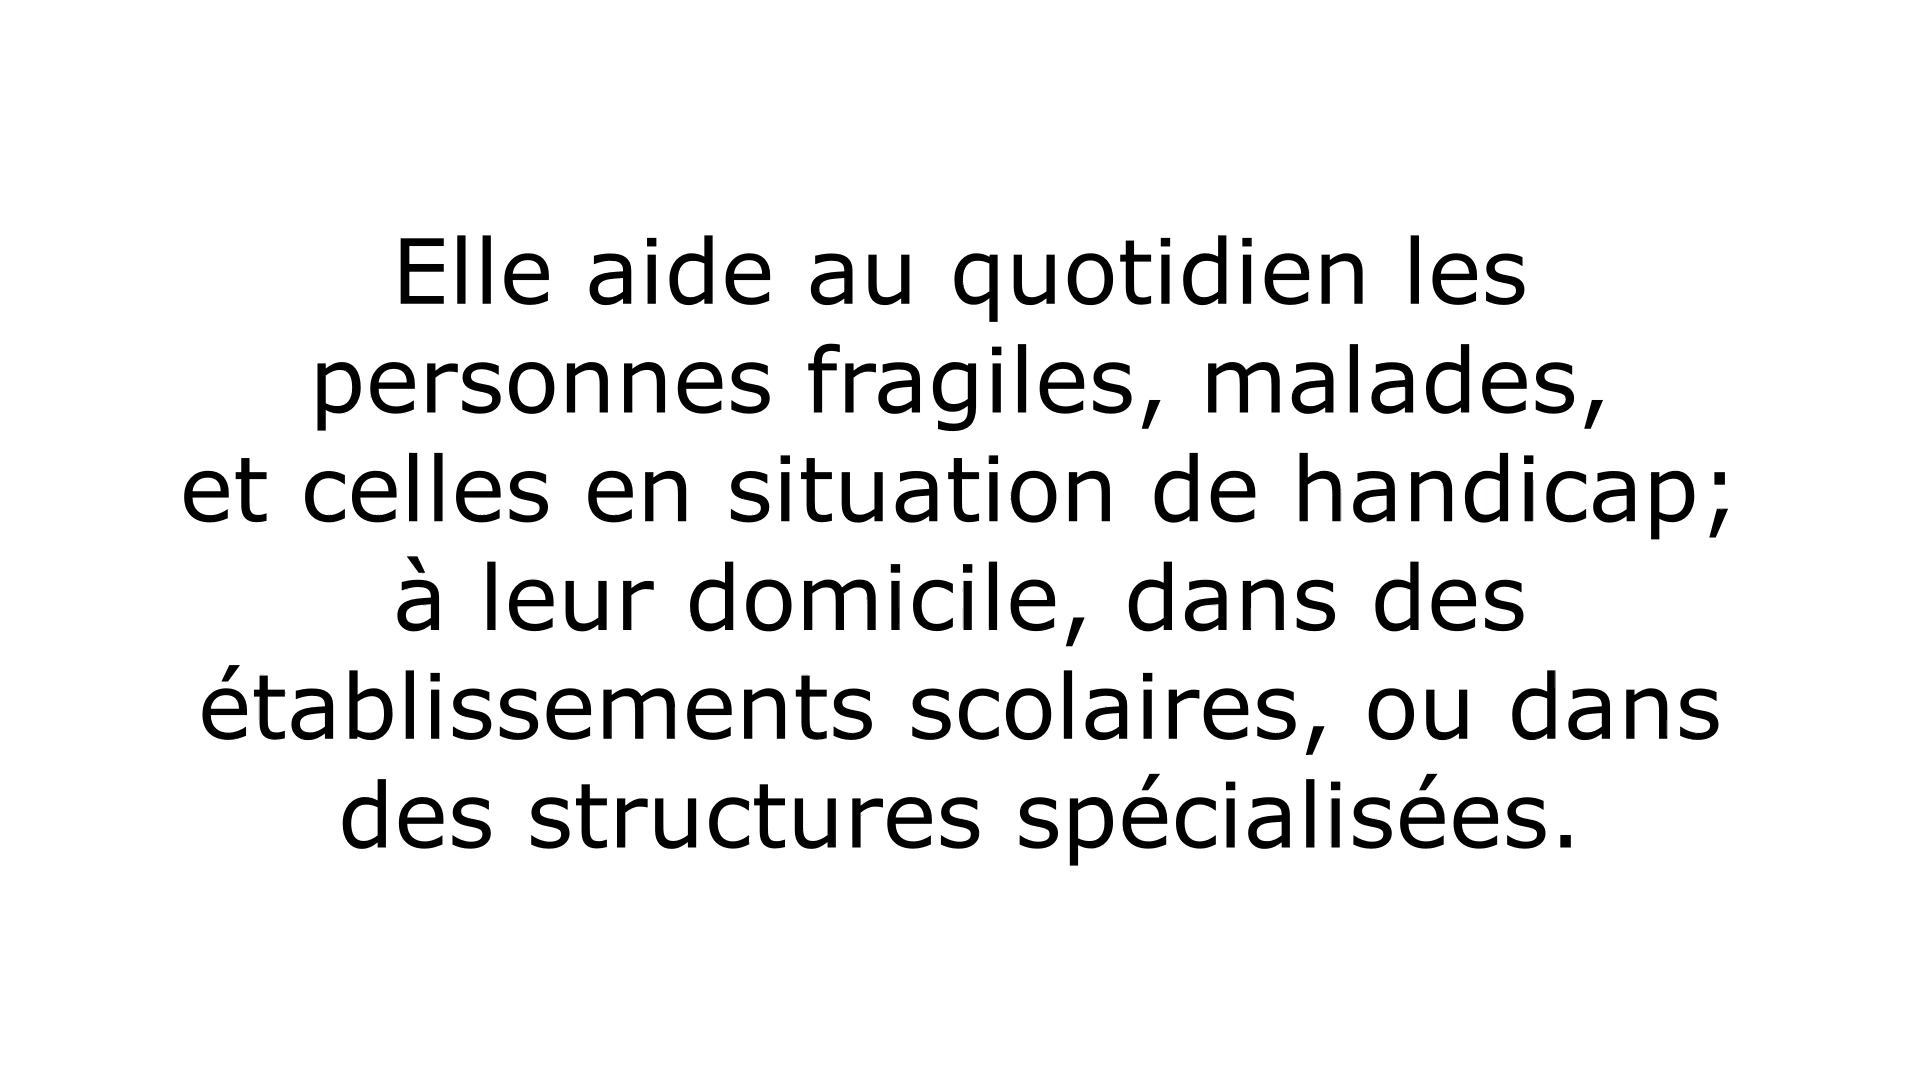 Elle aide au quotidien les
personnes fragiles, malades,
et celles en situation de handicap;
à leur domicile, dans des
établissements scolaires, ou dans
des structures spécialisées.